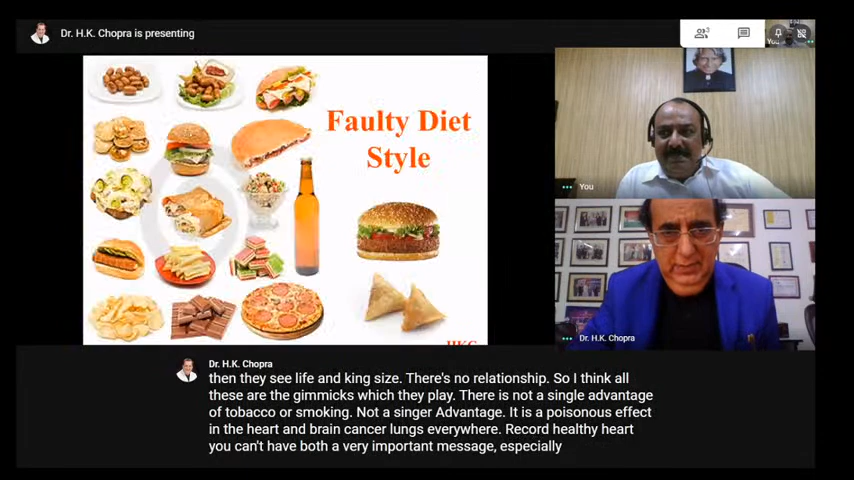 Dr. H.K. Chopra is presenting
3
You
Faulty Diet
Style
You
Dr. H.K. Chopra
HKC
Dr. H.K. Chopra
then they see life and king size. There's no relationship. So I think all
these are the gimmicks which they play. There is not a single advantage
of tobacco or smoking. Not a singer Advantage. It is a poisonous effect
in the heart and brain cancer lungs everywhere. Record healthy heart
you can't have both a very important message, especially